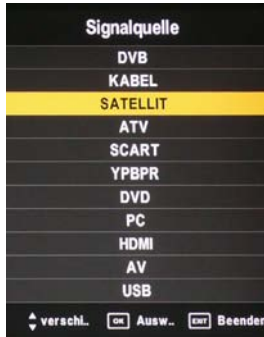 Signalquelle
DVB
KABEL
SATELLIT
ATV
SCART
YPBPR
DVD
PC
HDMI
AV
USB
verschi.. OK Ausw.. EXIT Beenden